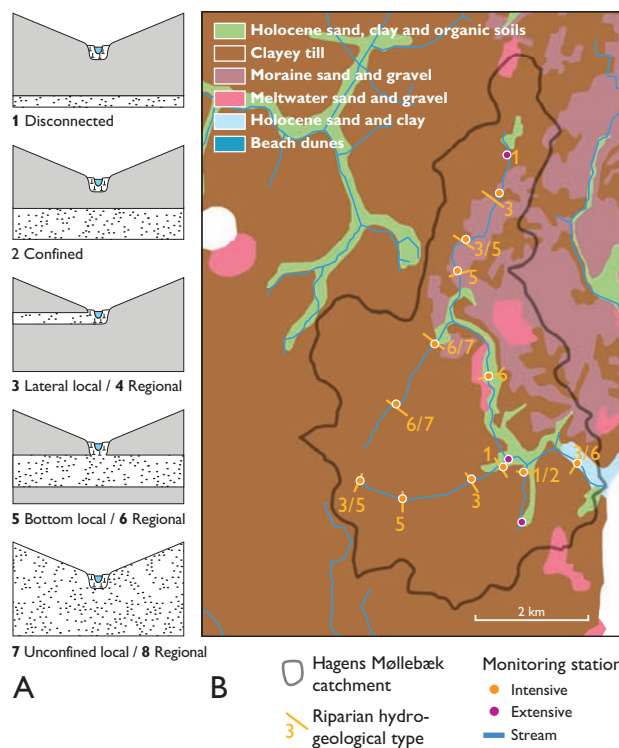 1 Disconnected
2 Confined
3 Lateral local / 4 Regional
5 Bottom local / 6 Regional
7 Unconfined local / 8 Regional
A
Holocene sand, clay and organic soils
Clayey till
Moraine sand and gravel
Meltwater sand and gravel
Holocene sand and clay
Beach dunes
1
3
3/5
5
6/7
6
6/7
1
3/6
1/2
3
3/5
5
2 km
B
Hagens Møllebæk
catchment
3
Riparian hydro-
geological type
Monitoring station
Intensive
Extensive
Stream